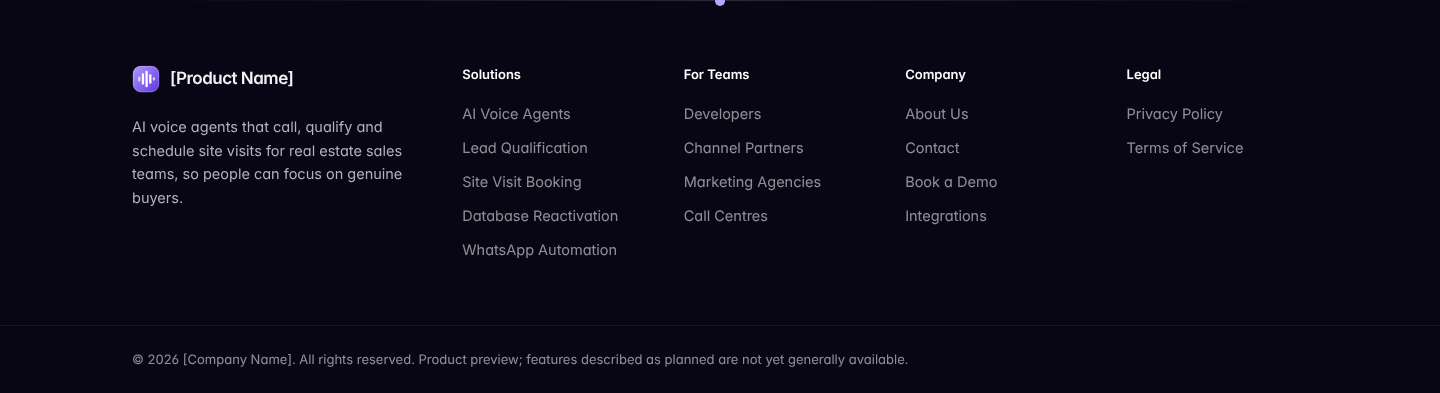 [Product Name]
AI voice agents that call, qualify and
schedule site visits for real estate sales
teams, so people can focus on genuine
buyers.
Solutions
AI Voice Agents
Lead Qualification
Site Visit Booking
Database Reactivation
WhatsApp Automation
For Teams
Developers
Channel Partners
Marketing Agencies
Call Centres
Company
About Us
Contact
Book a Demo
Integrations
Legal
Privacy Policy
Terms of Service
© 2026 [Company Name]. All rights reserved. Product preview; features described as planned are not yet generally available.